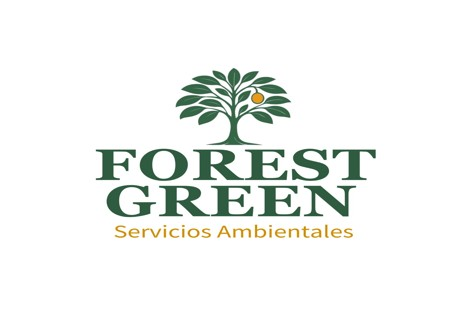 FOREST
GREEN
Servicios Ambientales